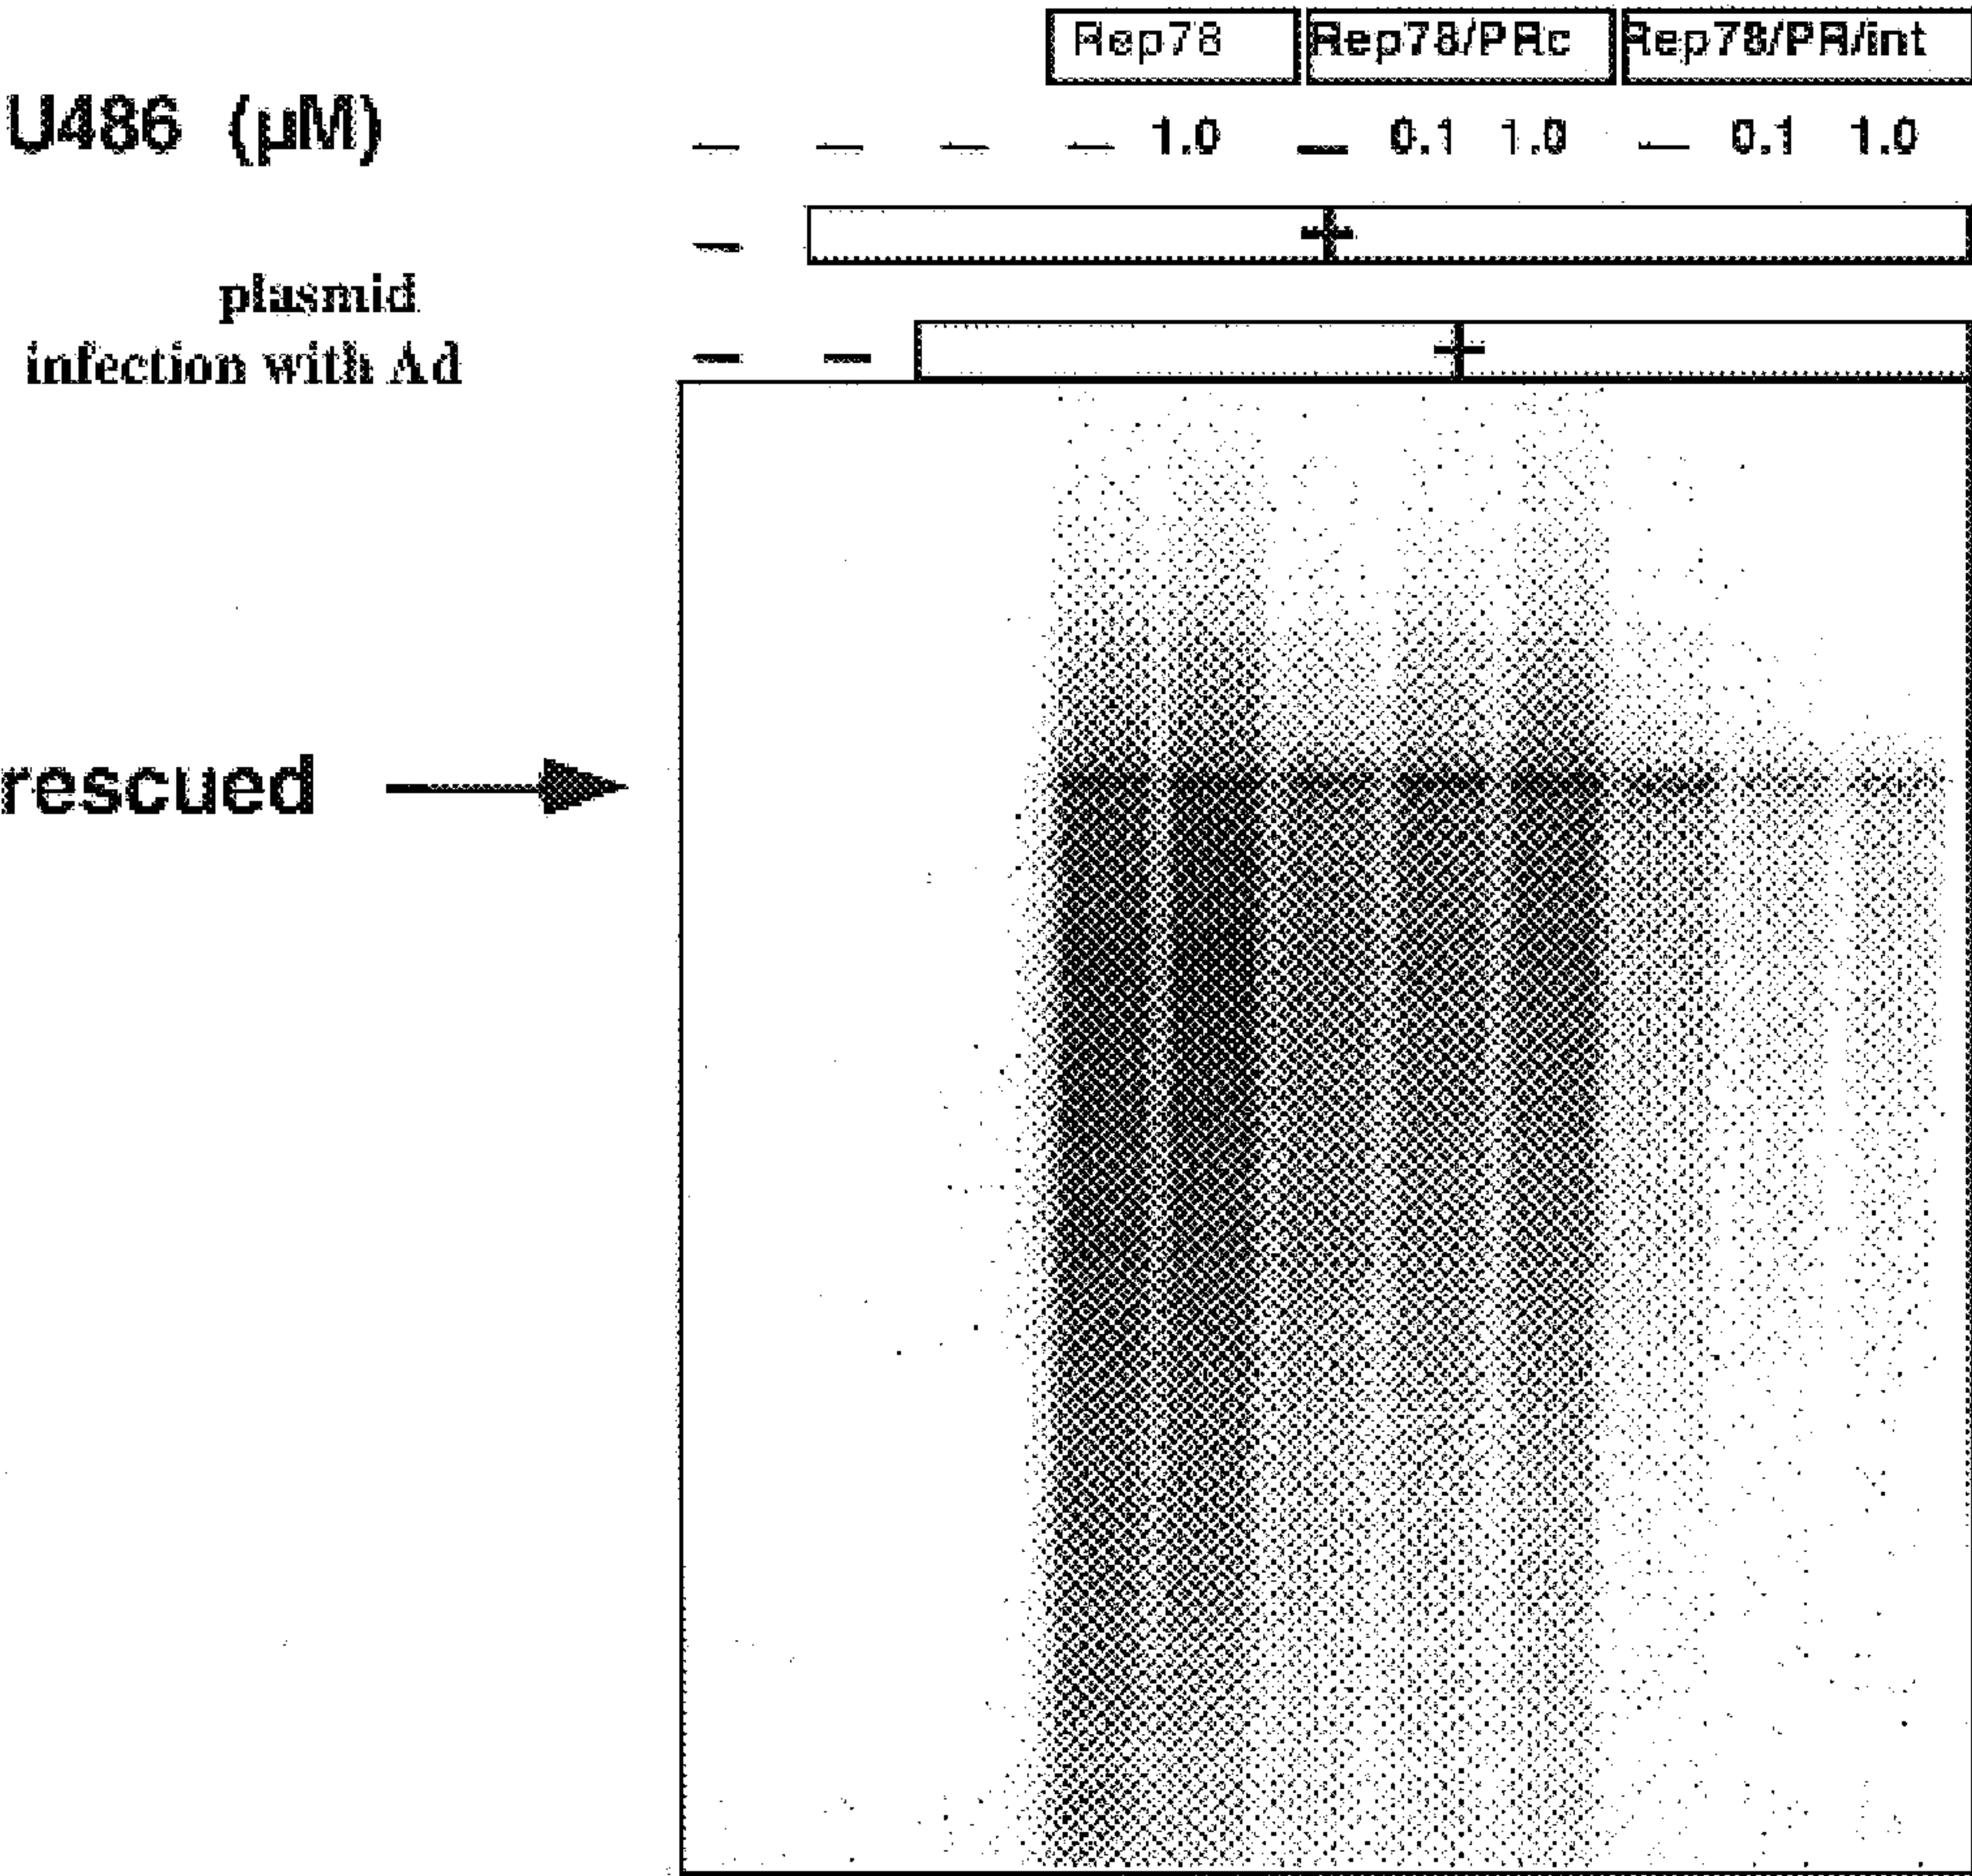 Rep78 Rep78/PRc Rep78/PR/int
U486 (µM) — — — — 1.0 — 0.1 1.0 — 0.1 1.0
— +
plasmid
infection with Ad — — +
rescued